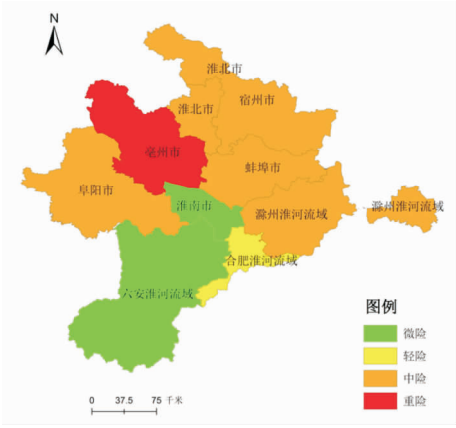 N
淮北市
宿州市
淮北市
亳州市
蚌埠市
阜阳市
淮南市
滁州淮河流域
滁州淮河流域
合肥淮河流域
六安淮河流域
图例
微险
轻险
中险
重险
0 37.5 75 千米